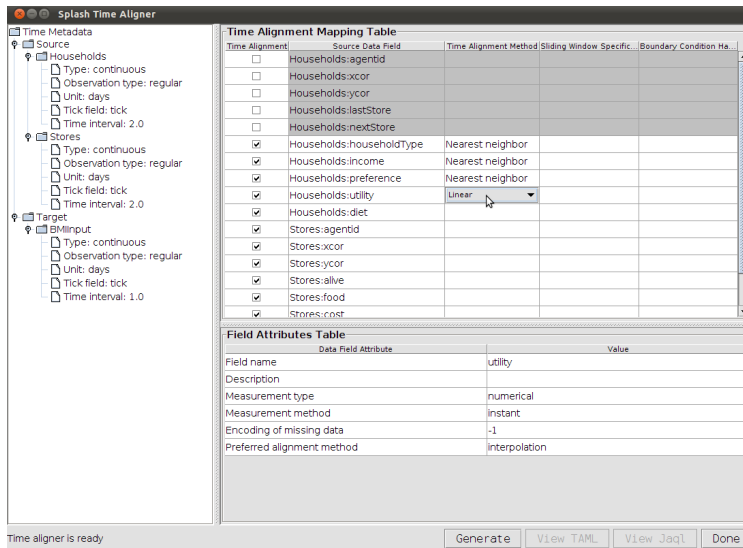 Splash Time Aligner
Time Metadata
Source
Households
Type: continuous
Observation type: regular
Unit: days
Tick field: tick
Time interval: 2.0
Stores
Type: continuous
Observation type: regular
Unit: days
Tick field: tick
Time interval: 2.0
Target
BMIInput
Type: continuous
Observation type: regular
Unit: days
Tick field: tick
Time interval: 1.0
Time Alignment Mapping Table
Time Alignment Source Data Field Time Alignment Method Sliding Window Specific... Boundary Condition Ha...
Households:agentid
Households:xcor
Households:ycor
Households:lastStore
Households:nextStore
Households:householdType Nearest neighbor
Households:income Nearest neighbor
Households:preference Nearest neighbor
Households:utility Linear
Households:diet
Stores:agentid
Stores:xcor
Stores:ycor
Stores:alive
Stores:food
Stores:cost
Field Attributes Table
Data Field Attribute Value
Field name utility
Description
Measurement type numerical
Measurement method instant
Encoding of missing data -1
Preferred alignment method interpolation
Time aligner is ready Generate View TAML View Jaql Done